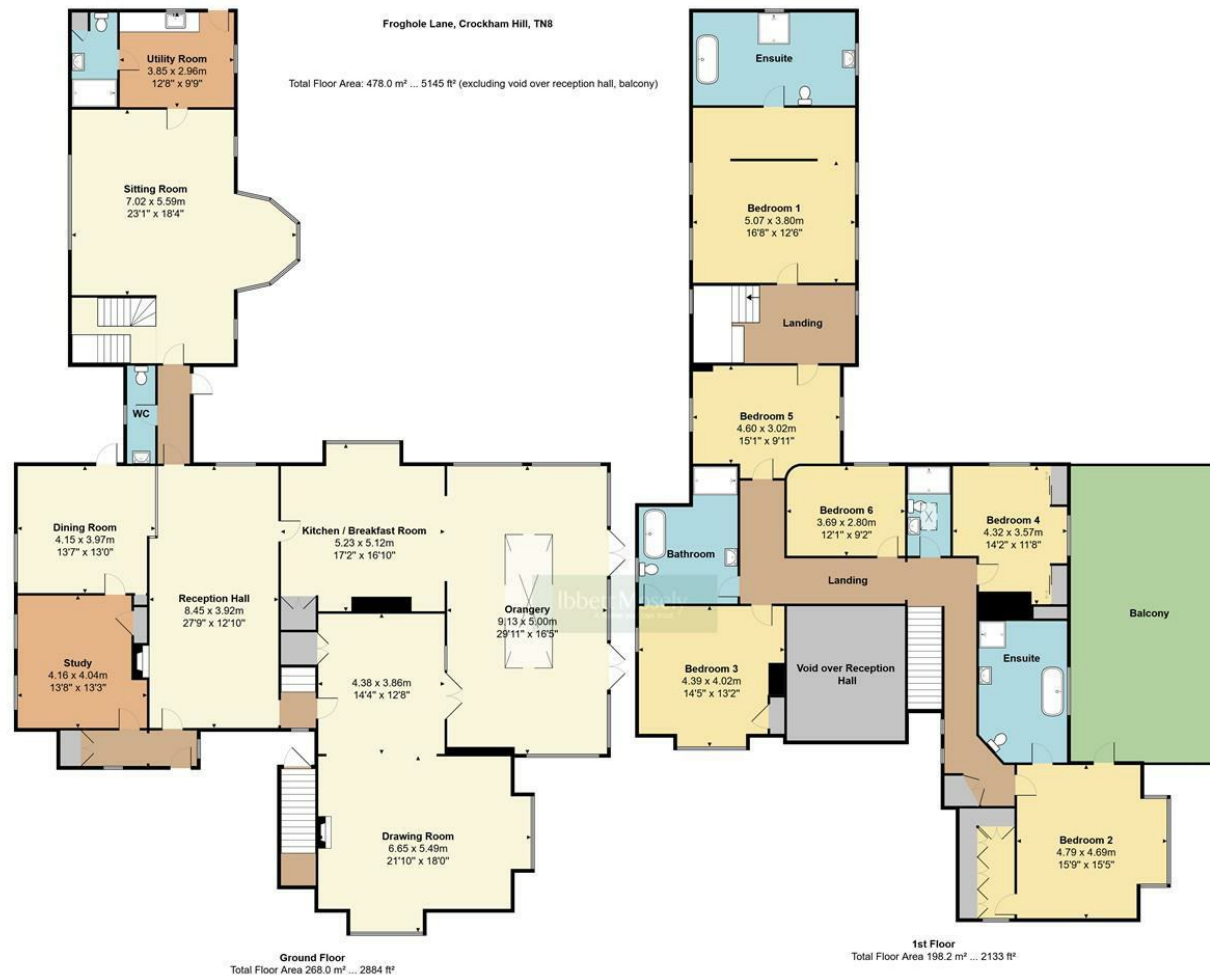 Froghole Lane, Crockham Hill, TN8
Total Floor Area: 478.0 m² ... 5145 ft² (excluding void over reception hall, balcony)
Utility Room
3.85 x 2.96m
12'8" x 9'9"
Sitting Room
7.02 x 5.59m
23'1" x 18'4"
WC
Dining Room
4.15 x 3.97m
13'7" x 13'0"
Study
4.16 x 4.04m
13'8" x 13'3"
Reception Hall
8.45 x 3.92m
27'9" x 12'10"
Kitchen / Breakfast Room
5.23 x 5.12m
17'2" x 16'10"
Orangery
9.13 x 5.00m
29'11" x 16'5"
4.38 x 3.86m
14'4" x 12'8"
Drawing Room
6.65 x 5.49m
21'10" x 18'0"
Ground Floor
Total Floor Area 268.0 m² ... 2884 ft²
Ensuite
Bedroom 1
5.07 x 3.80m
16'8" x 12'6"
Landing
Bedroom 5
4.60 x 3.02m
15'1" x 9'11"
Bathroom
Bedroom 6
3.69 x 2.80m
12'1" x 9'2"
Bedroom 4
4.32 x 3.57m
14'2" x 11'8"
Landing
Balcony
Bedroom 3
4.39 x 4.02m
14'5" x 13'2"
Void over Reception
Hall
Ensuite
Bedroom 2
4.79 x 4.69m
15'9" x 15'5"
1st Floor
Total Floor Area 198.2 m² ... 2133 ft²
Ibbett Mosely